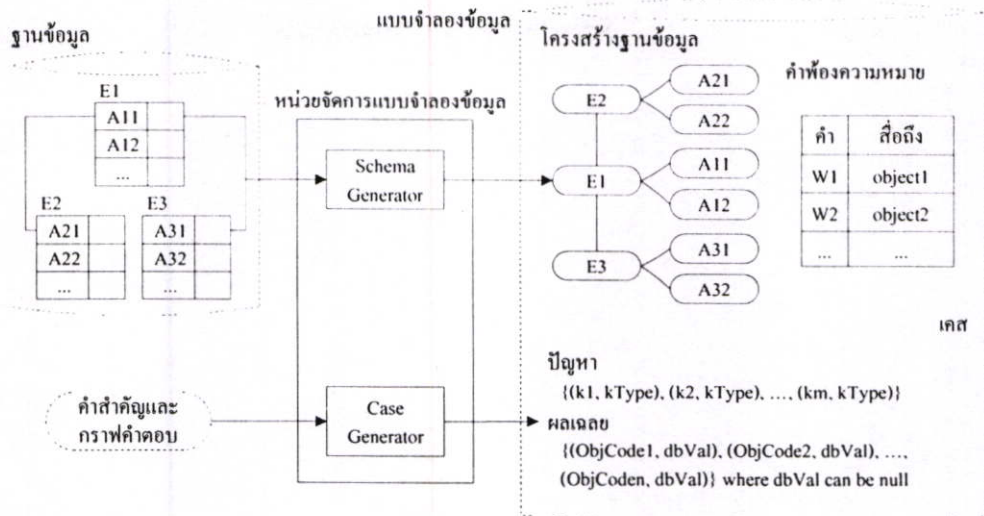 แบบจำลองข้อมูล
ฐานข้อมูล
E1
A11
A12
...
E2
A21
A22
...
E3
A31
A32
...
หน่วยจัดการแบบจำลองข้อมูล
Schema
Generator
โครงสร้างฐานข้อมูล
E2
A21
A22
E1
A11
A12
E3
A31
A32
คำพ้องความหมาย
คำ สื่อถึง
W1 object1
W2 object2
... ...
เคส
คำสำคัญและ
กราฟคำตอบ
Case
Generator
ปัญหา
{(k1, kType), (k2, kType), ..., (km, kType)}
ผลเฉลย
{(ObjCode1, dbVal), (ObjCode2, dbVal), ...,
(ObjCoden, dbVal)} where dbVal can be null